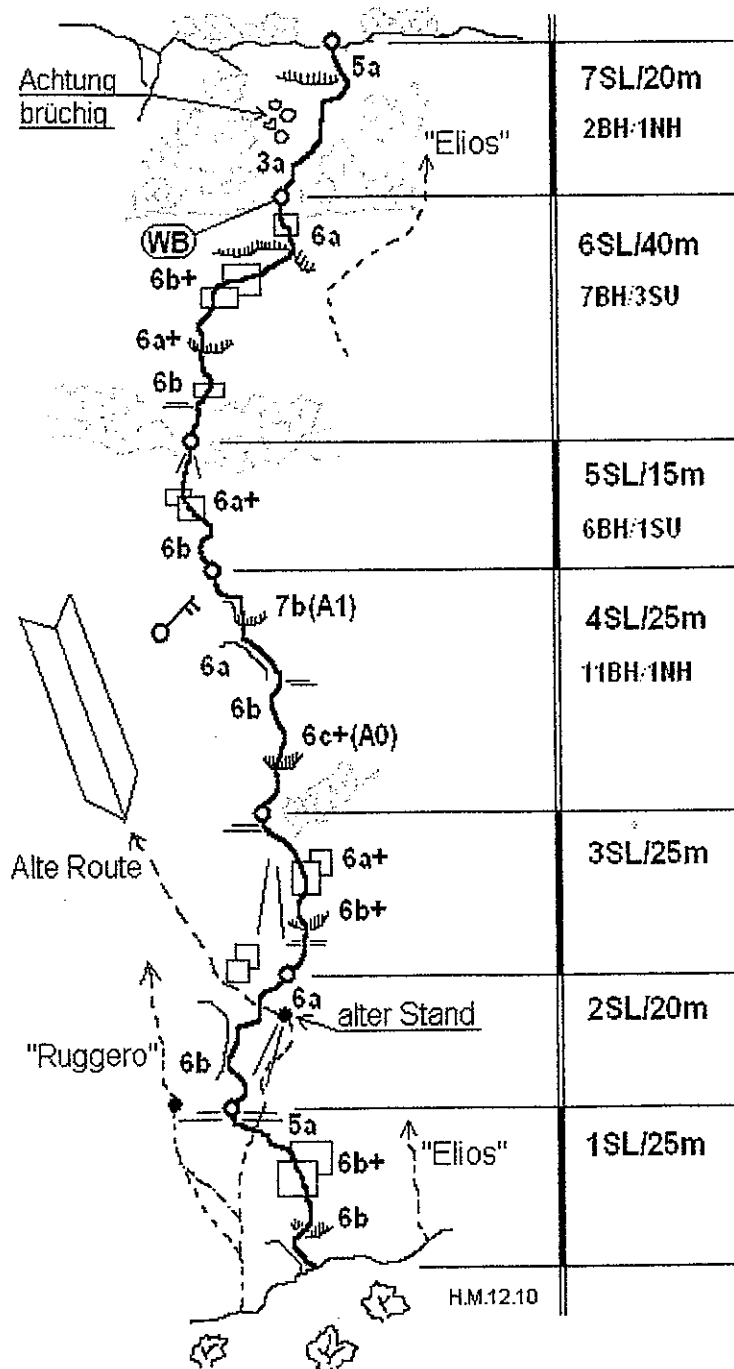 5a
7SL/20m
Achtung
brüchig
2BH/1NH
"Elios"
3a
WB
6a
6SL/40m
6b+
7BH/3SU
6a+
6b
5SL/15m
6a+
6BH/1SU
6b
7b(A1)
4SL/25m
6a
11BH/1NH
6b
6c+(A0)
6a+
3SL/25m
Alte Route
6b+
6a
alter Stand
2SL/20m
"Ruggero"
6b
5a
6b+
"Elios"
1SL/25m
6b
H.M.12.10